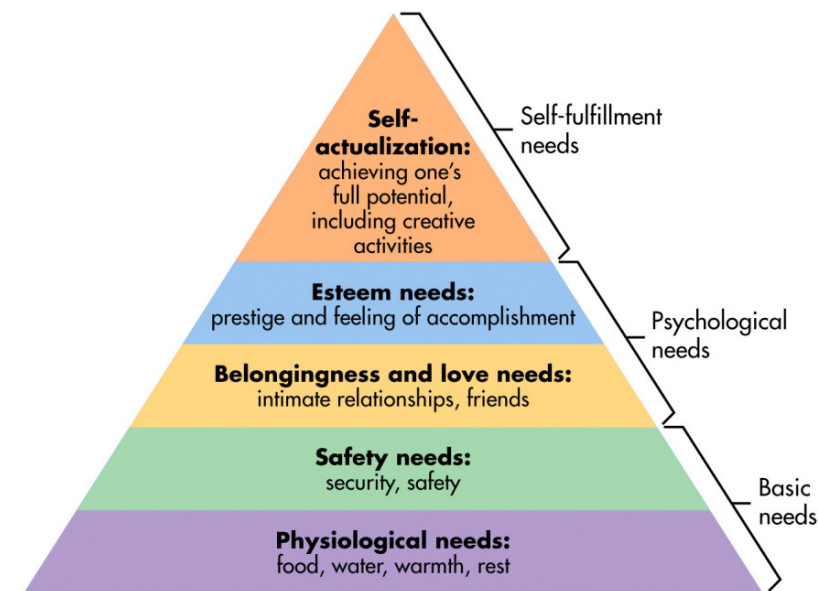 Self-
actualization:
achieving one's
full potential,
including creative
activities
Self-fulfillment
needs
Esteem needs:
prestige and feeling of accomplishment
Psychological
needs
Belongingness and love needs:
intimate relationships, friends
Safety needs:
security, safety
Basic
needs
Physiological needs:
food, water, warmth, rest